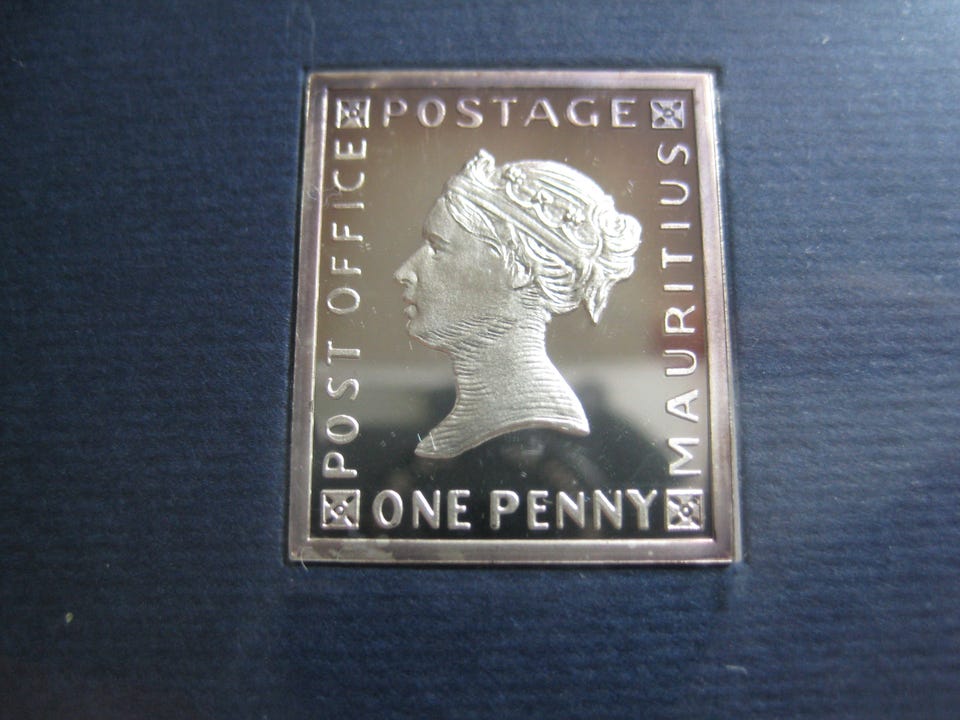 POSTAGE
POST OFFICE
MAURITIUS
ONE PENNY